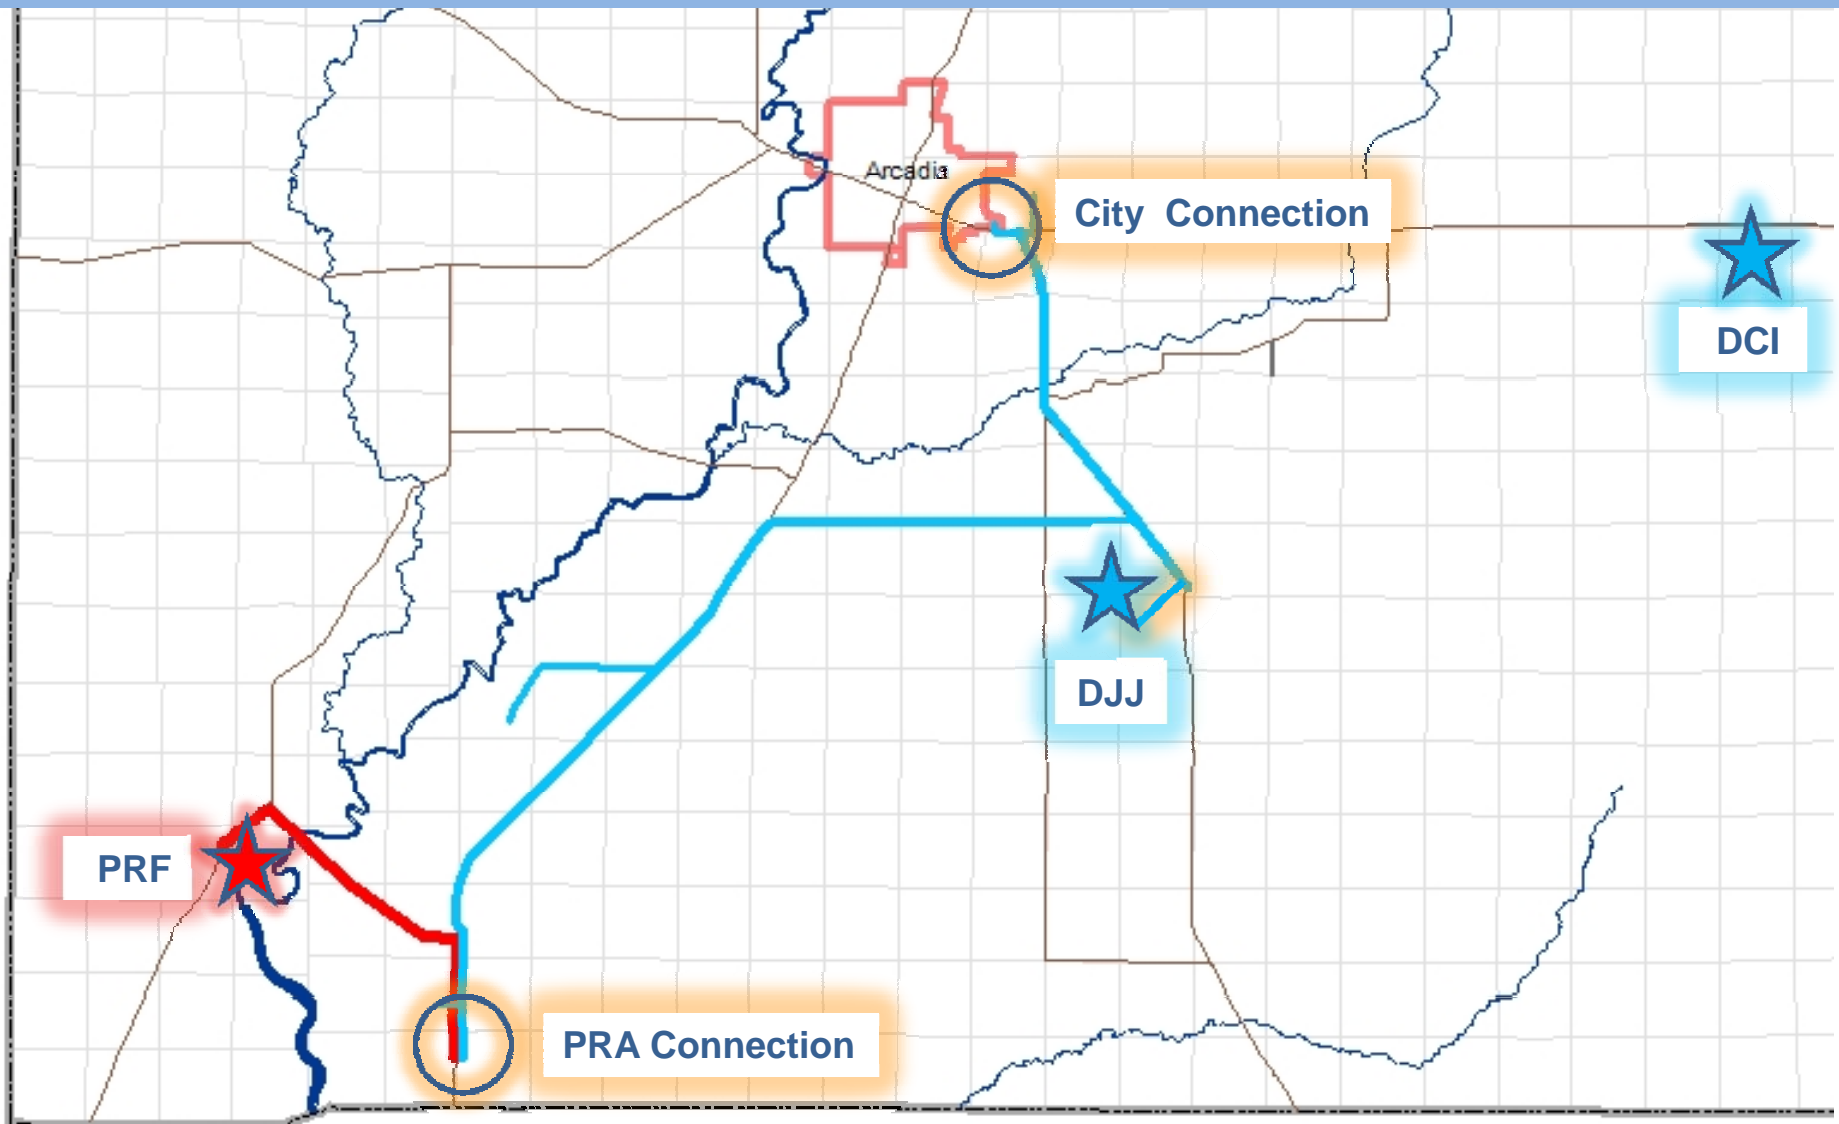 Arcadia
City Connection
DCI
DJJ
PRF
PRA Connection